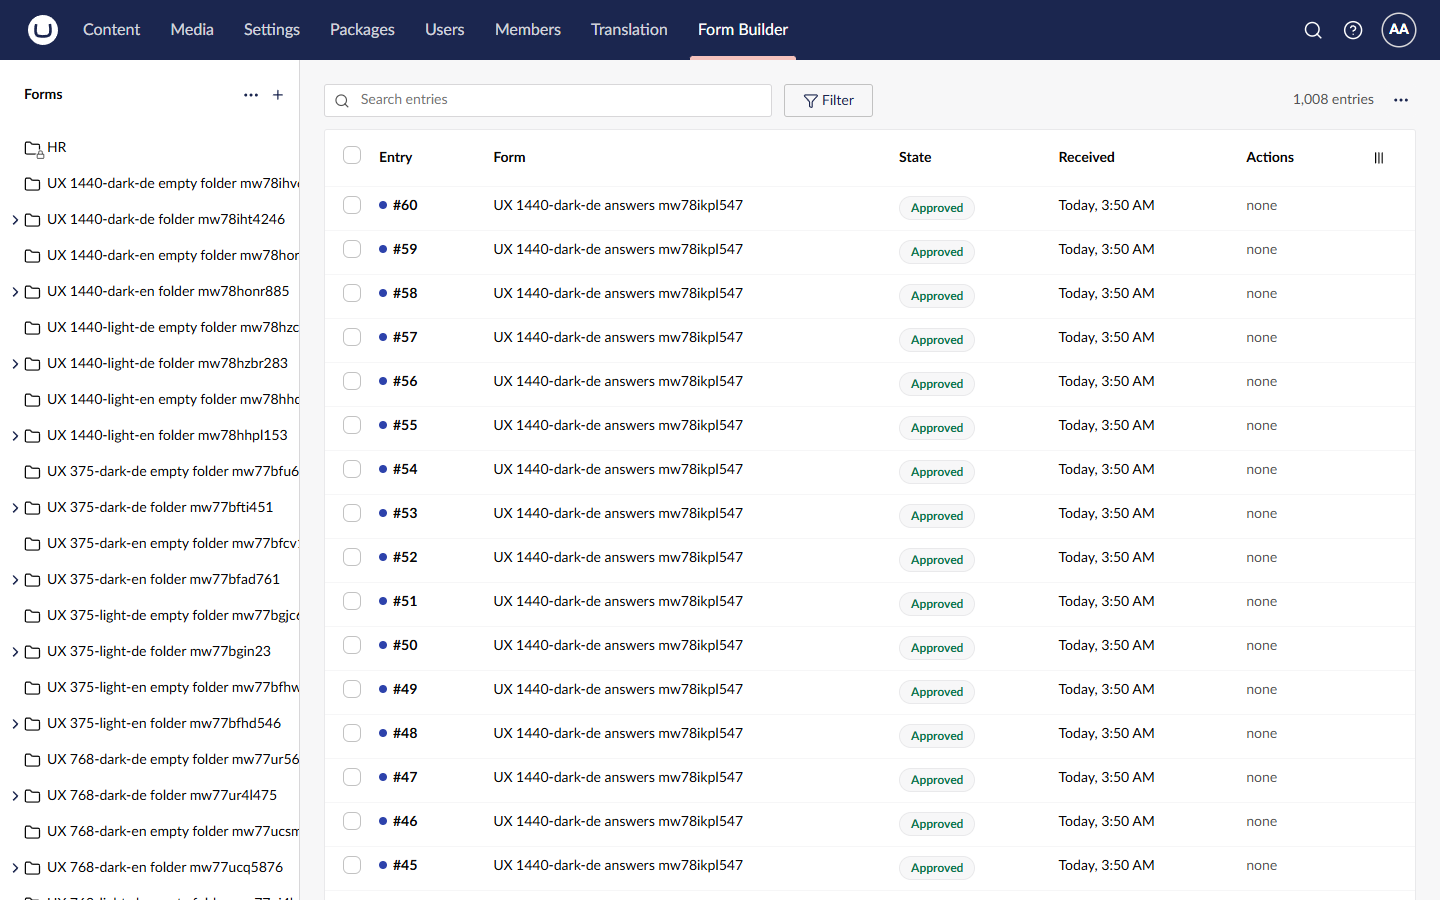 Content Media Settings Packages Users Members Translation Form Builder AA
Forms
HR
UX 1440-dark-de empty folder mw78ihv
UX 1440-dark-de folder mw78iht4246
UX 1440-dark-en empty folder mw78hor
UX 1440-dark-en folder mw78honr885
UX 1440-light-de empty folder mw78hzc
UX 1440-light-de folder mw78hzbr283
UX 1440-light-en empty folder mw78hh
UX 1440-light-en folder mw78hhpl153
UX 375-dark-de empty folder mw77bfu6
UX 375-dark-de folder mw77bfti451
UX 375-dark-en empty folder mw77bfcv
UX 375-dark-en folder mw77bfad761
UX 375-light-de empty folder mw77bgjc
UX 375-light-de folder mw77bgin23
UX 375-light-en empty folder mw77bfhw
UX 375-light-en folder mw77bfhd546
UX 768-dark-de empty folder mw77ur56
UX 768-dark-de folder mw77ur4l475
UX 768-dark-en empty folder mw77ucsm
UX 768-dark-en folder mw77ucq5876
Search entries Filter 1,008 entries
Entry Form State Received Actions
#60 UX 1440-dark-de answers mw78ikpl547 Approved Today, 3:50 AM none
#59 UX 1440-dark-de answers mw78ikpl547 Approved Today, 3:50 AM none
#58 UX 1440-dark-de answers mw78ikpl547 Approved Today, 3:50 AM none
#57 UX 1440-dark-de answers mw78ikpl547 Approved Today, 3:50 AM none
#56 UX 1440-dark-de answers mw78ikpl547 Approved Today, 3:50 AM none
#55 UX 1440-dark-de answers mw78ikpl547 Approved Today, 3:50 AM none
#54 UX 1440-dark-de answers mw78ikpl547 Approved Today, 3:50 AM none
#53 UX 1440-dark-de answers mw78ikpl547 Approved Today, 3:50 AM none
#52 UX 1440-dark-de answers mw78ikpl547 Approved Today, 3:50 AM none
#51 UX 1440-dark-de answers mw78ikpl547 Approved Today, 3:50 AM none
#50 UX 1440-dark-de answers mw78ikpl547 Approved Today, 3:50 AM none
#49 UX 1440-dark-de answers mw78ikpl547 Approved Today, 3:50 AM none
#48 UX 1440-dark-de answers mw78ikpl547 Approved Today, 3:50 AM none
#47 UX 1440-dark-de answers mw78ikpl547 Approved Today, 3:50 AM none
#46 UX 1440-dark-de answers mw78ikpl547 Approved Today, 3:50 AM none
#45 UX 1440-dark-de answers mw78ikpl547 Approved Today, 3:50 AM none